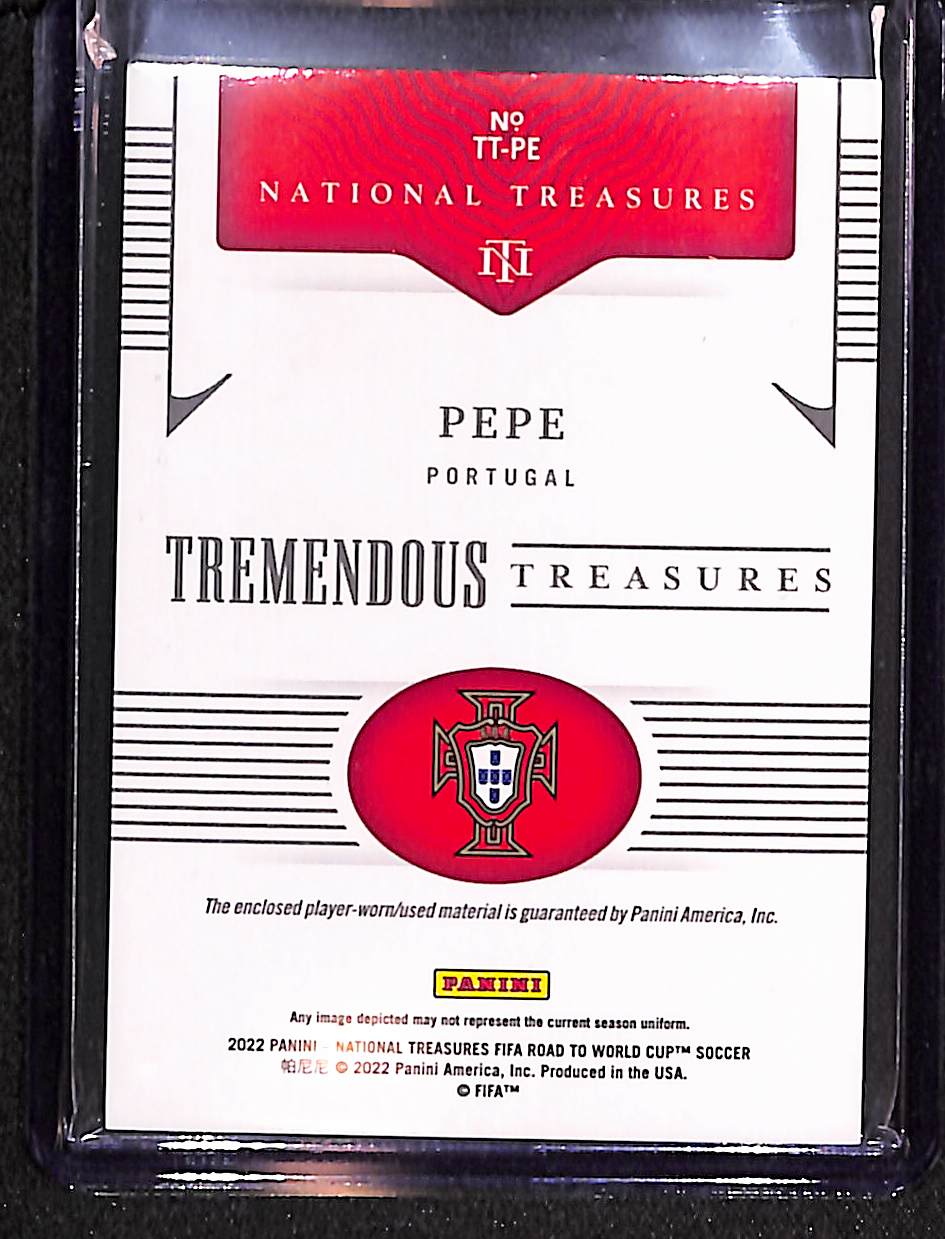 Nº
TT-PE
NATIONAL TREASURES
NT
PEPE
PORTUGAL
TREMENDOUS TREASURES
The enclosed player-worn/used material is guaranteed by Panini America, Inc.
PANINI
Any image depicted may not represent the current season uniform.
2022 PANINI - NATIONAL TREASURES FIFA ROAD TO WORLD CUP™ SOCCER
帕尼尼 © 2022 Panini America, Inc. Produced in the USA.
© FIFA™